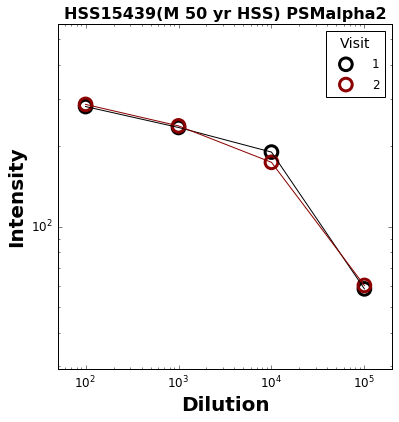 HSS15439(M 50 yr HSS) PSMalpha2
Visit
1
2
Intensity
10²
10² 10³ 10⁴ 10⁵
Dilution